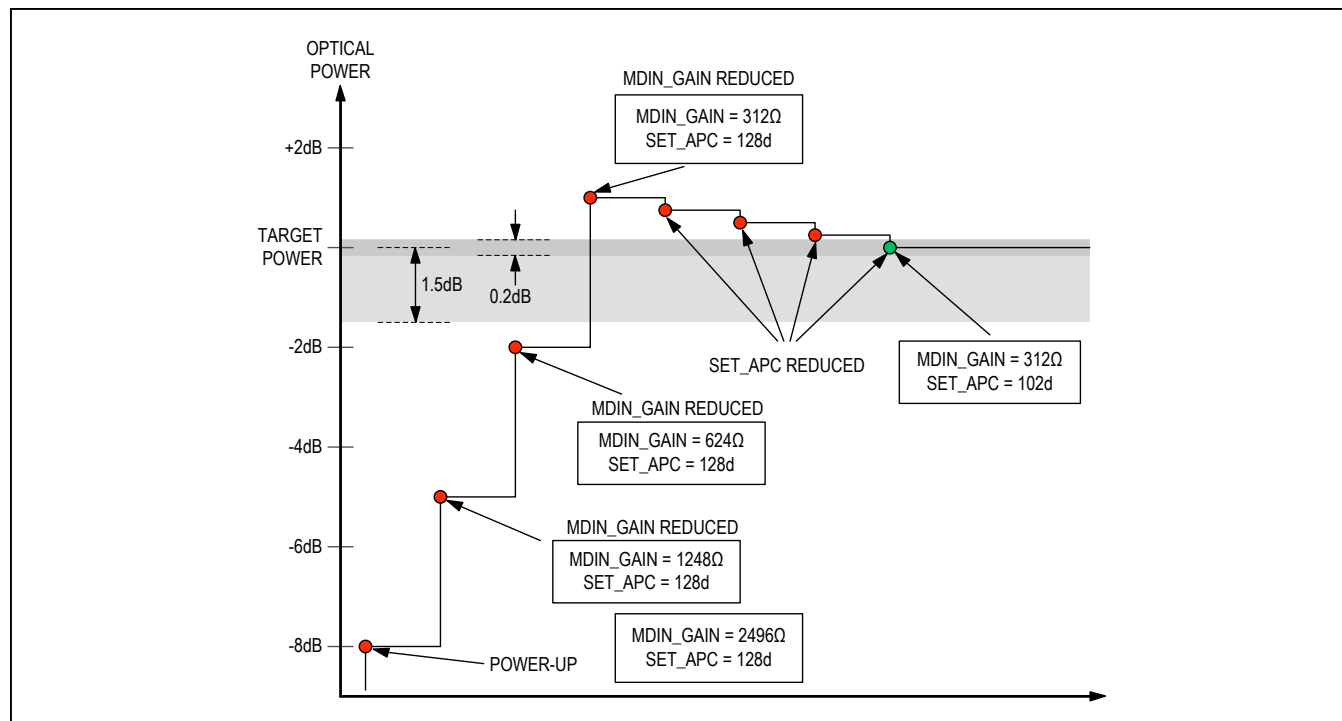 OPTICAL
POWER
MDIN_GAIN REDUCED
MDIN_GAIN = 312Ω
SET_APC = 128d
+2dB
TARGET
POWER
1.5dB
0.2dB
-2dB
SET_APC REDUCED
MDIN_GAIN = 312Ω
SET_APC = 102d
MDIN_GAIN REDUCED
MDIN_GAIN = 624Ω
SET_APC = 128d
-4dB
MDIN_GAIN REDUCED
MDIN_GAIN = 1248Ω
SET_APC = 128d
-6dB
MDIN_GAIN = 2496Ω
SET_APC = 128d
-8dB
POWER-UP